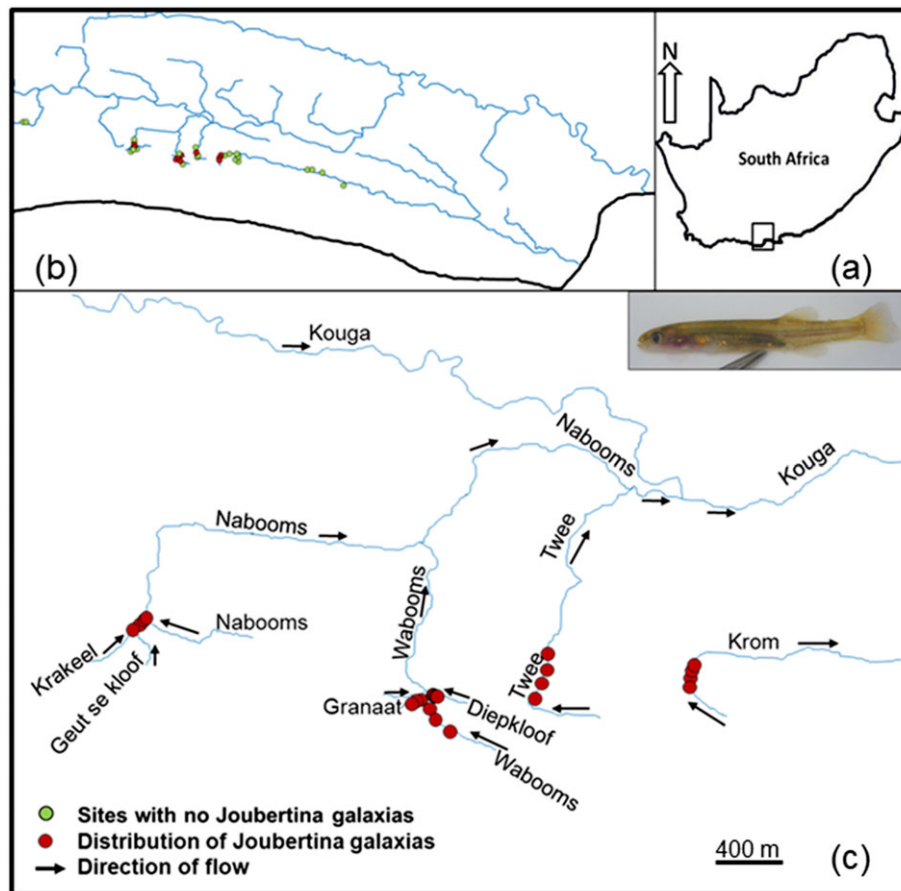 (b)
N
South Africa
(a)
Kouga
Nabooms
Kouga
Nabooms
Twee
Wabooms
Nabooms
Krakeel
Geut se kloof
Krom
Twee
Granaat
Diepkloof
Wabooms
Sites with no Joubertina galaxias
Distribution of Joubertina galaxias
Direction of flow
400 m
(c)